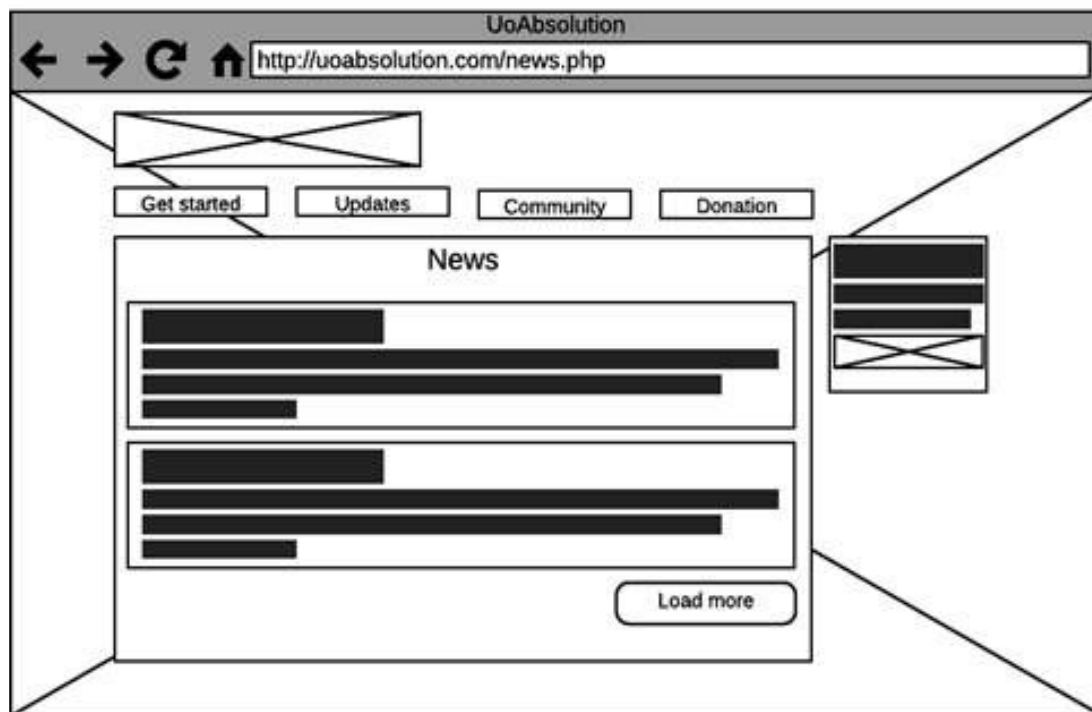 UoAbsolution
http://uoabsolution.com/news.php
Get started
Updates
Community
Donation
News
Load more